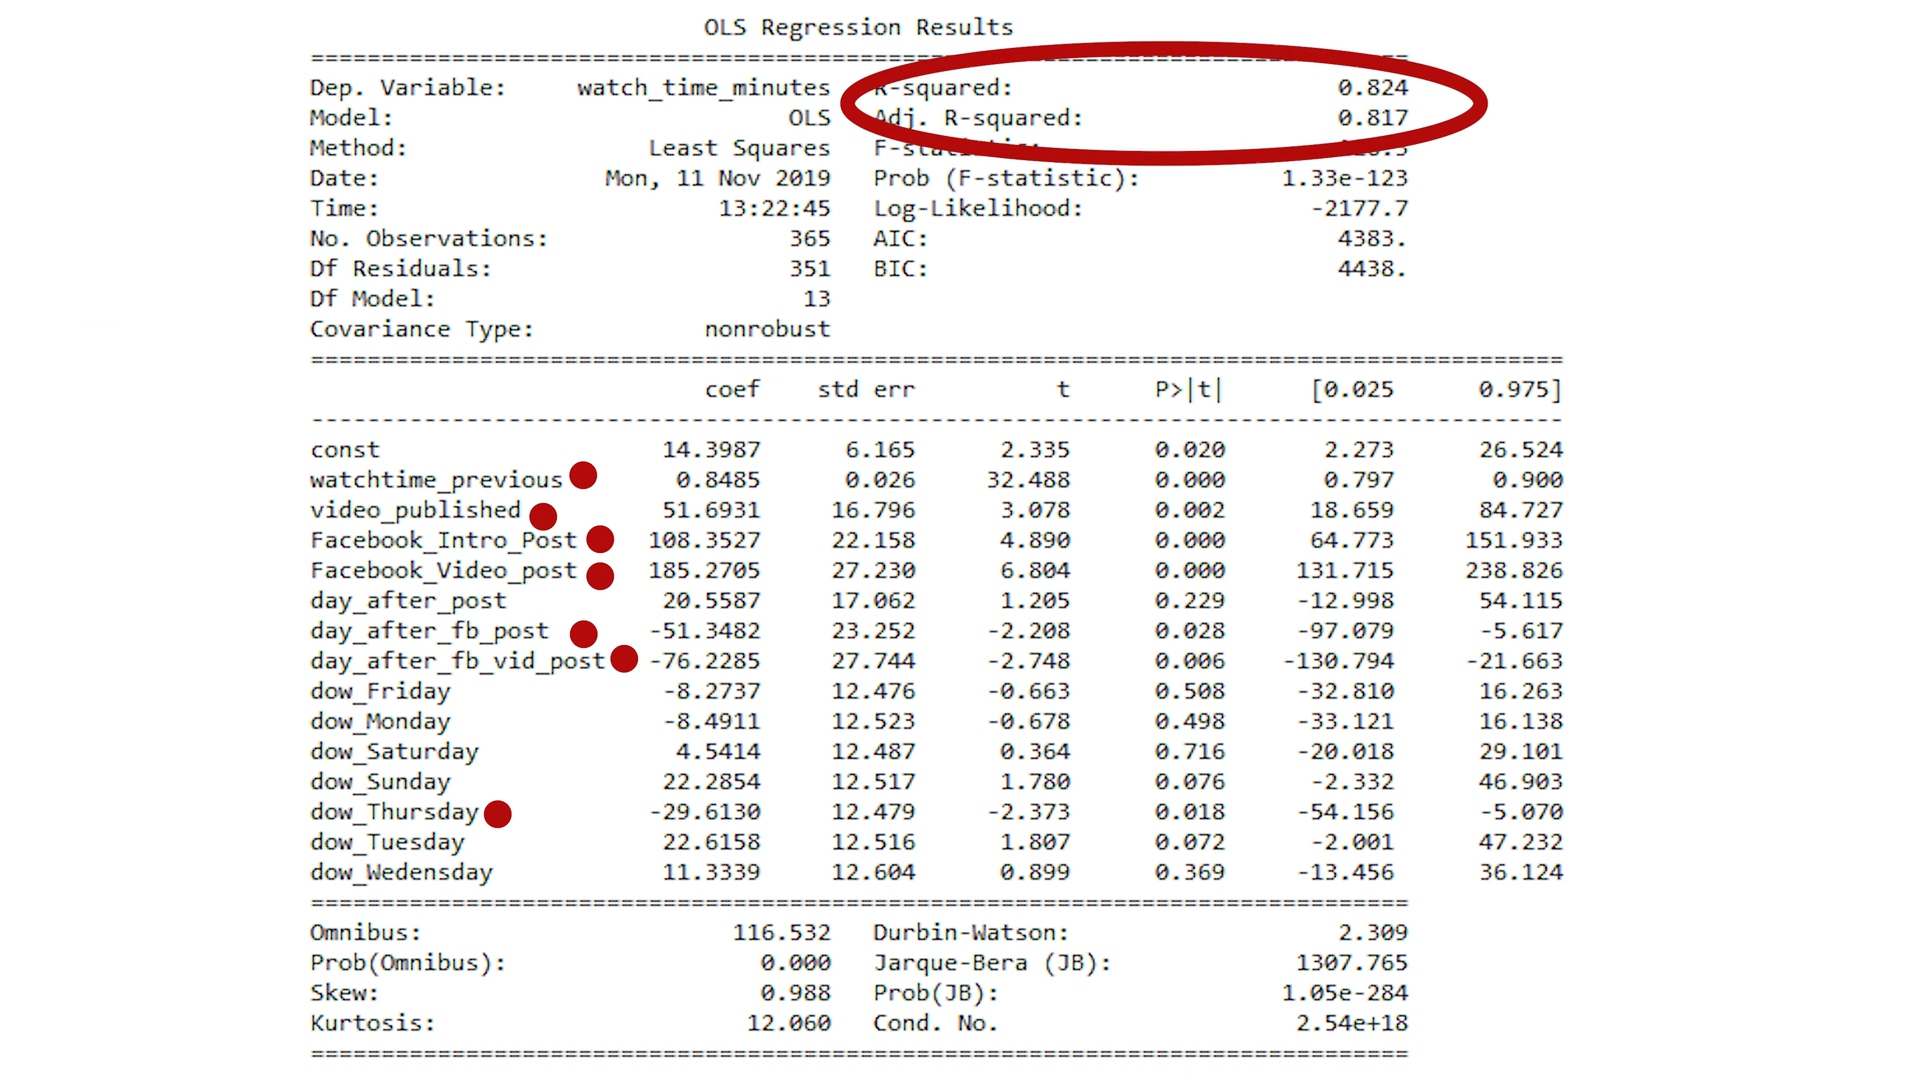 OLS Regression Results
==============================================================================
Dep. Variable: watch_time_minutes R-squared: 0.824
Model: OLS Adj. R-squared: 0.817
Method: Least Squares
Date: Mon, 11 Nov 2019 Prob (F-statistic): 1.33e-123
Time: 13:22:45 Log-Likelihood: -2177.7
No. Observations: 365 AIC: 4383.
Df Residuals: 351 BIC: 4438.
Df Model: 13
Covariance Type: nonrobust
=========================================================================================
coef std err t P>|t| [0.025 0.975]
-----------------------------------------------------------------------------------------
const 14.3987 6.165 2.335 0.020 2.273 26.524
watchtime_previous 0.8485 0.026 32.488 0.000 0.797 0.900
video_published 51.6931 16.796 3.078 0.002 18.659 84.727
Facebook_Intro_Post 108.3527 22.158 4.890 0.000 64.773 151.933
Facebook_Video_post 185.2705 27.230 6.804 0.000 131.715 238.826
day_after_post 20.5587 17.062 1.205 0.229 -12.998 54.115
day_after_fb_post -51.3482 23.252 -2.208 0.028 -97.079 -5.617
day_after_fb_vid_post -76.2285 27.744 -2.748 0.006 -130.794 -21.663
dow_Friday -8.2737 12.476 -0.663 0.508 -32.810 16.263
dow_Monday -8.4911 12.523 -0.678 0.498 -33.121 16.138
dow_Saturday 4.5414 12.487 0.364 0.716 -20.018 29.101
dow_Sunday 22.2854 12.517 1.780 0.076 -2.332 46.903
dow_Thursday -29.6130 12.479 -2.373 0.018 -54.156 -5.070
dow_Tuesday 22.6158 12.516 1.807 0.072 -2.001 47.232
dow_Wedensday 11.3339 12.604 0.899 0.369 -13.456 36.124
==============================================================================
Omnibus: 116.532 Durbin-Watson: 2.309
Prob(Omnibus): 0.000 Jarque-Bera (JB): 1307.765
Skew: 0.988 Prob(JB): 1.05e-284
Kurtosis: 12.060 Cond. No. 2.54e+18
==============================================================================